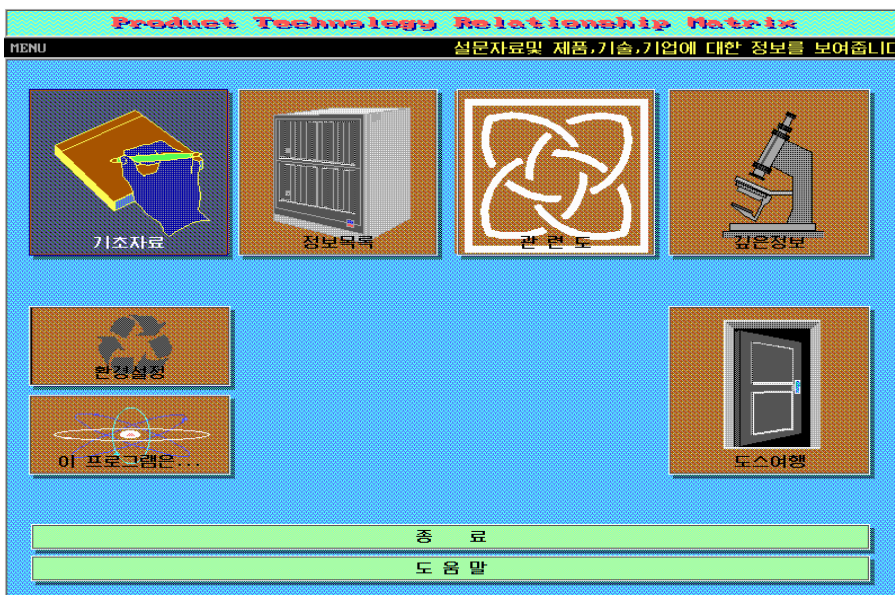 Product Technology Relationship Matrix
MENU 설문자료및 제품,기술,기업에 대한 정보를 보여줍니다
기초자료
정보목록
관 련 도
깊은정보
환경설정
이 프로그램은...
도스여행
종 료
도 움 말